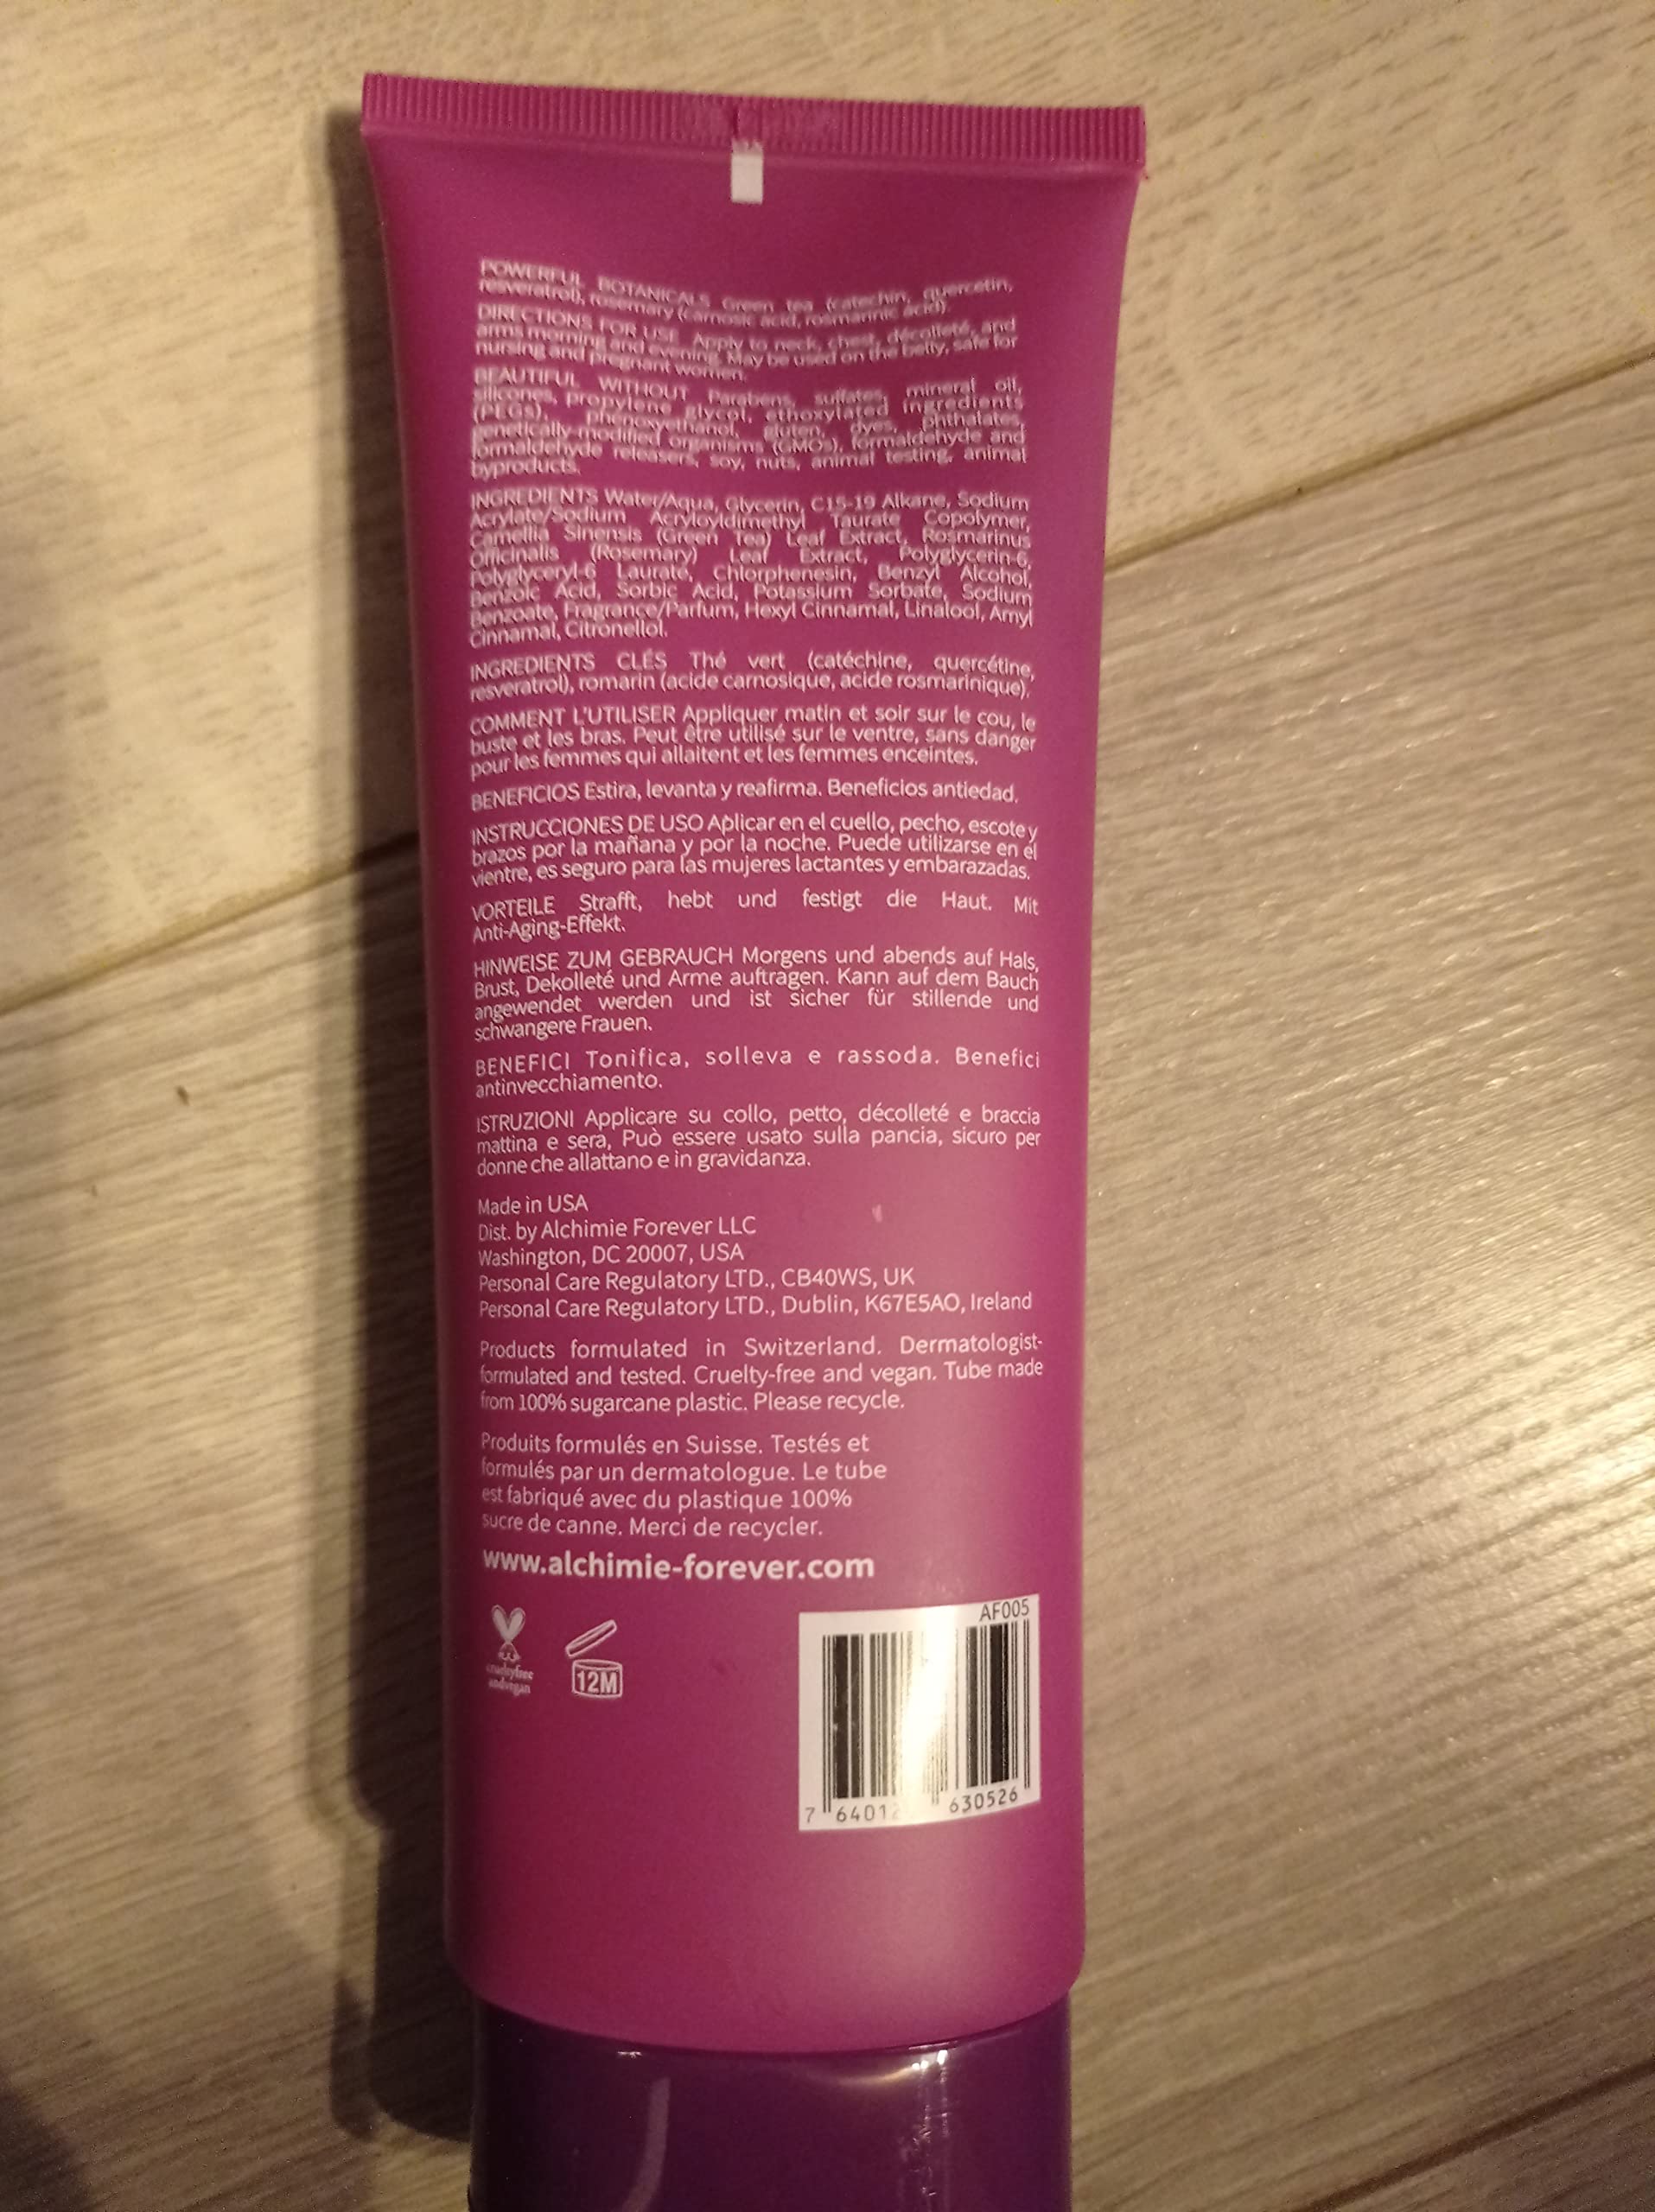 POWERFUL BOTANICALS Green tea (catechin, quercetin,
resveratrol), rosemary (carnosic acid, rosmarinic acid).
DIRECTIONS FOR USE Apply to neck, chest, décolleté, and
arms morning and evening. May be used on the belly, safe for
nursing and pregnant women.
BEAUTIFUL WITHOUT Parabens, sulfates, mineral oil,
silicones, propylene glycol, ethoxylated ingredients
(PEGs), phenoxyethanol, gluten, dyes, phthalates,
genetically-modified organisms (GMOs), formaldehyde and
formaldehyde releasers, soy, nuts, animal testing, animal
byproducts.
INGREDIENTS Water/Aqua, Glycerin, C15-19 Alkane, Sodium
Acrylate/Sodium Acryloyldimethyl Taurate Copolymer,
Camellia Sinensis (Green Tea) Leaf Extract, Rosmarinus
Officinalis (Rosemary) Leaf Extract, Polyglycerin-6,
Polyglyceryl-6 Laurate, Chlorphenesin, Benzyl Alcohol,
Benzoic Acid, Sorbic Acid, Potassium Sorbate, Sodium
Benzoate, Fragrance/Parfum, Hexyl Cinnamal, Linalool, Amyl
Cinnamal, Citronellol.
INGREDIENTS CLÉS Thé vert (catéchine, quercétine,
resveratrol), romarin (acide carnosique, acide rosmarinique).
COMMENT L'UTILISER Appliquer matin et soir sur le cou, le
buste et les bras. Peut être utilisé sur le ventre, sans danger
pour les femmes qui allaitent et les femmes enceintes.
BENEFICIOS Estira, levanta y reafirma. Beneficios antiedad.
INSTRUCCIONES DE USO Aplicar en el cuello, pecho, escote y
brazos por la mañana y por la noche. Puede utilizarse en el
vientre, es seguro para las mujeres lactantes y embarazadas.
VORTEILE Strafft, hebt und festigt die Haut. Mit
Anti-Aging-Effekt.
HINWEISE ZUM GEBRAUCH Morgens und abends auf Hals,
Brust, Dekolleté und Arme auftragen. Kann auf dem Bauch
angewendet werden und ist sicher für stillende und
schwangere Frauen.
BENEFICI Tonifica, solleva e rassoda. Benefici
antinvecchiamento.
ISTRUZIONI Applicare su collo, petto, décolleté e braccia
mattina e sera, Può essere usato sulla pancia, sicuro per
donne che allattano e in gravidanza.
Made in USA
Dist. by Alchimie Forever LLC
Washington, DC 20007, USA
Personal Care Regulatory LTD., CB40WS, UK
Personal Care Regulatory LTD., Dublin, K67E5AO, Ireland
Products formulated in Switzerland. Dermatologist-
formulated and tested. Cruelty-free and vegan. Tube made
from 100% sugarcane plastic. Please recycle.
Produits formulés en Suisse. Testés et
formulés par un dermatologue. Le tube
est fabriqué avec du plastique 100%
sucre de canne. Merci de recycler.
www.alchimie-forever.com
crueltyfree
andvegan
12M
AF005
7 64012 630526